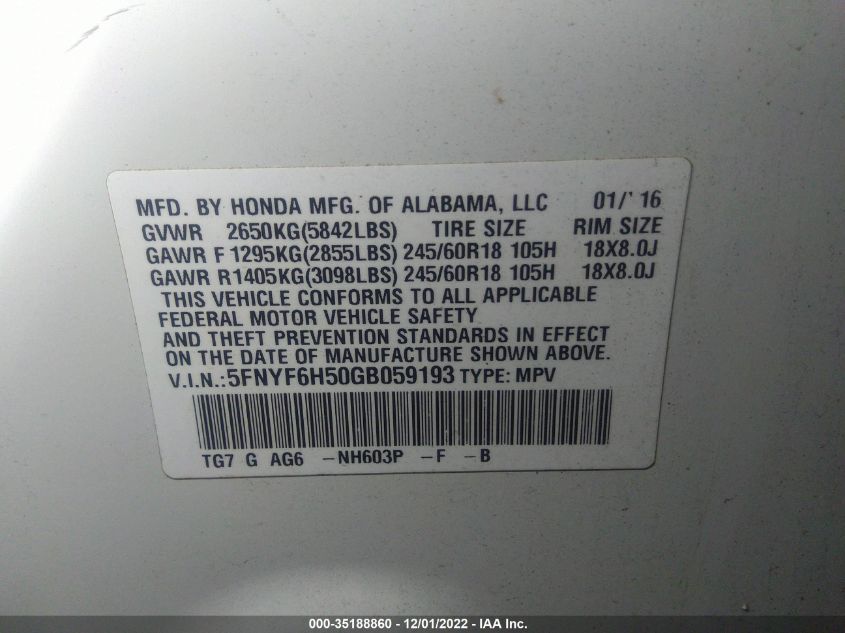 MFD. BY HONDA MFG. OF ALABAMA, LLC 01/'16
GVWR 2650KG(5842LBS) TIRE SIZE RIM SIZE
GAWR F 1295KG(2855LBS) 245/60R18 105H 18X8.0J
GAWR R1405KG(3098LBS) 245/60R18 105H 18X8.0J
THIS VEHICLE CONFORMS TO ALL APPLICABLE
FEDERAL MOTOR VEHICLE SAFETY
AND THEFT PREVENTION STANDARDS IN EFFECT
ON THE DATE OF MANUFACTURE SHOWN ABOVE.
V.I.N.:5FNYF6H50GB059193 TYPE: MPV
TG7 G AG6 -NH603P -F -B
000-35188860 - 12/01/2022 - IAA Inc.